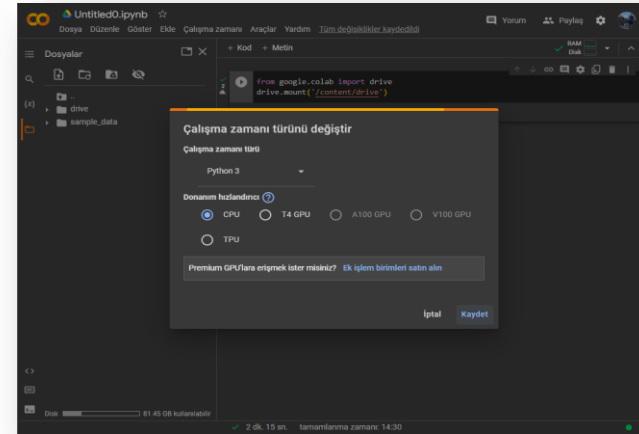 Untitled0.ipynb
Dosya Düzenle Göster Ekle Çalışma zamanı Araçlar Yardım Tüm değişiklikler kaydedildi
Yorum Paylaş
Dosyalar
+ Kod + Metin
RAM
Disk
..
drive
sample_data
{x}
2
from google.colab import drive
drive.mount('/content/drive')
Çalışma zamanı türünü değiştir
Çalışma zamanı türü
Python 3
Donanım hızlandırıcı ?
CPU T4 GPU A100 GPU V100 GPU
TPU
Premium GPU'lara erişmek ister misiniz? Ek işlem birimleri satın alın
İptal Kaydet
<>
Disk 81.45 GB kullanılabilir
2 dk. 15 sn. tamamlanma zamanı: 14:30